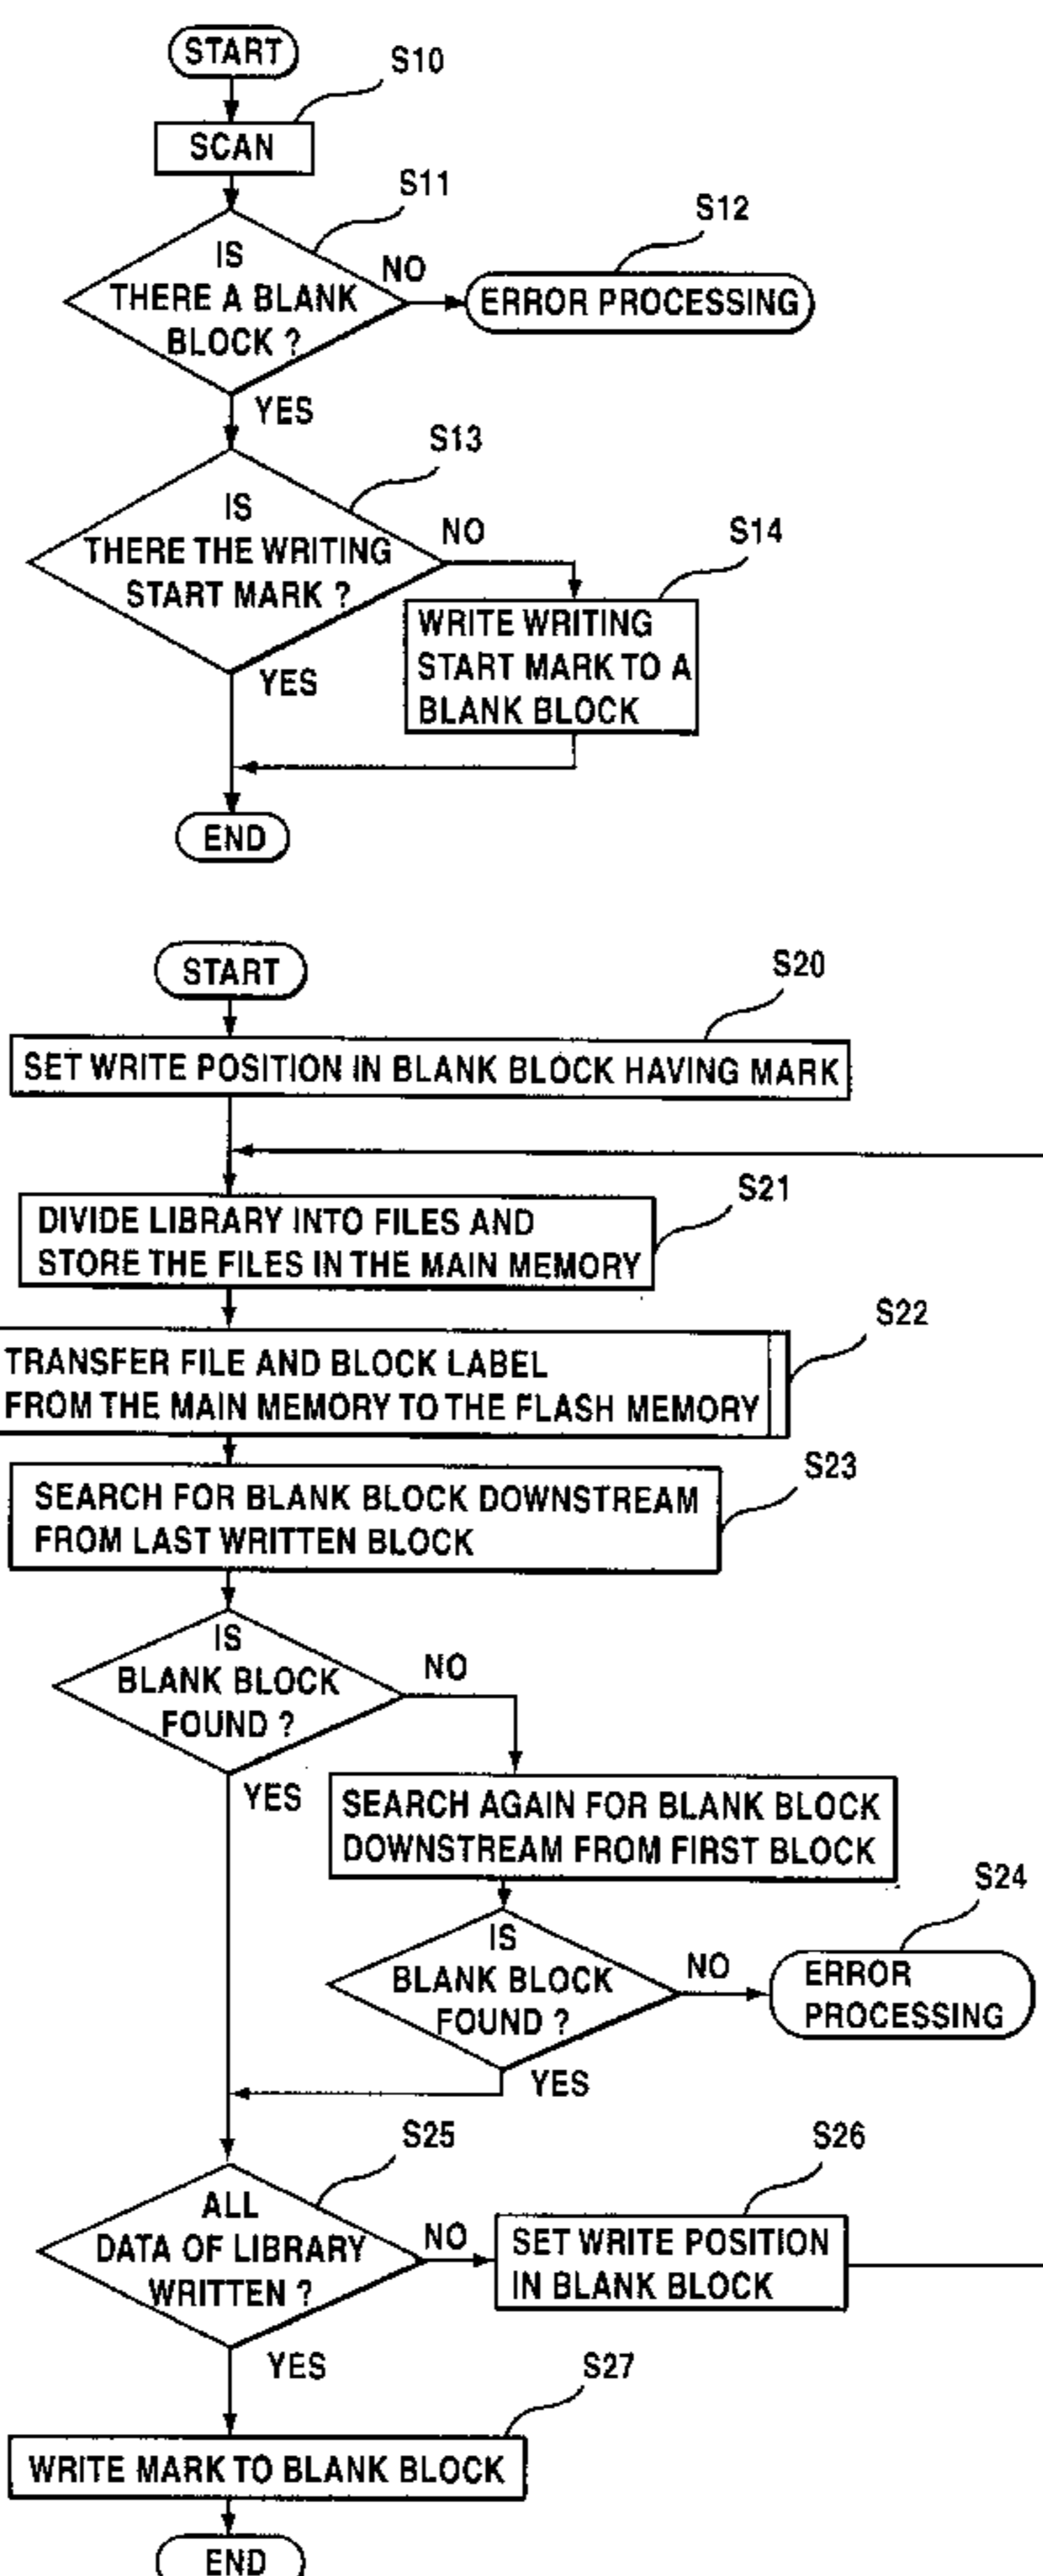 START
S10
SCAN
S11
IS
THERE A BLANK
BLOCK ?
NO
S12
ERROR PROCESSING
YES
S13
IS
THERE THE WRITING
START MARK ?
NO
S14
WRITE WRITING
START MARK TO A
BLANK BLOCK
YES
END
START
S20
SET WRITE POSITION IN BLANK BLOCK HAVING MARK
S21
DIVIDE LIBRARY INTO FILES AND
STORE THE FILES IN THE MAIN MEMORY
S22
TRANSFER FILE AND BLOCK LABEL
FROM THE MAIN MEMORY TO THE FLASH MEMORY
S23
SEARCH FOR BLANK BLOCK DOWNSTREAM
FROM LAST WRITTEN BLOCK
IS
BLANK BLOCK
FOUND ?
NO
YES
SEARCH AGAIN FOR BLANK BLOCK
DOWNSTREAM FROM FIRST BLOCK
S24
IS
BLANK BLOCK
FOUND ?
NO
ERROR
PROCESSING
YES
S25
S26
ALL
DATA OF LIBRARY
WRITTEN ?
NO
SET WRITE POSITION
IN BLANK BLOCK
YES
S27
WRITE MARK TO BLANK BLOCK
END